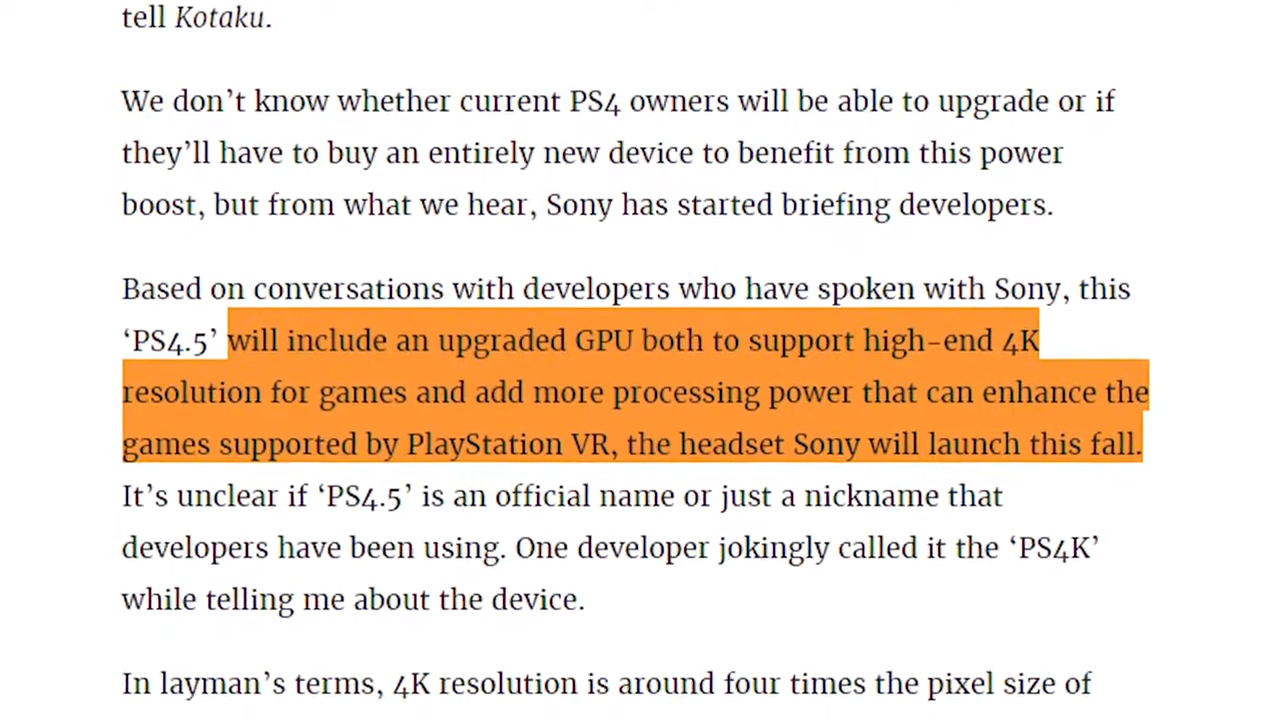 tell Kotaku.
We don’t know whether current PS4 owners will be able to upgrade or if
they’ll have to buy an entirely new device to benefit from this power
boost, but from what we hear, Sony has started briefing developers.
Based on conversations with developers who have spoken with Sony, this
‘PS4.5’ will include an upgraded GPU both to support high-end 4K
resolution for games and add more processing power that can enhance the
games supported by PlayStation VR, the headset Sony will launch this fall.
It’s unclear if ‘PS4.5’ is an official name or just a nickname that
developers have been using. One developer jokingly called it the ‘PS4K’
while telling me about the device.
In layman’s terms, 4K resolution is around four times the pixel size of